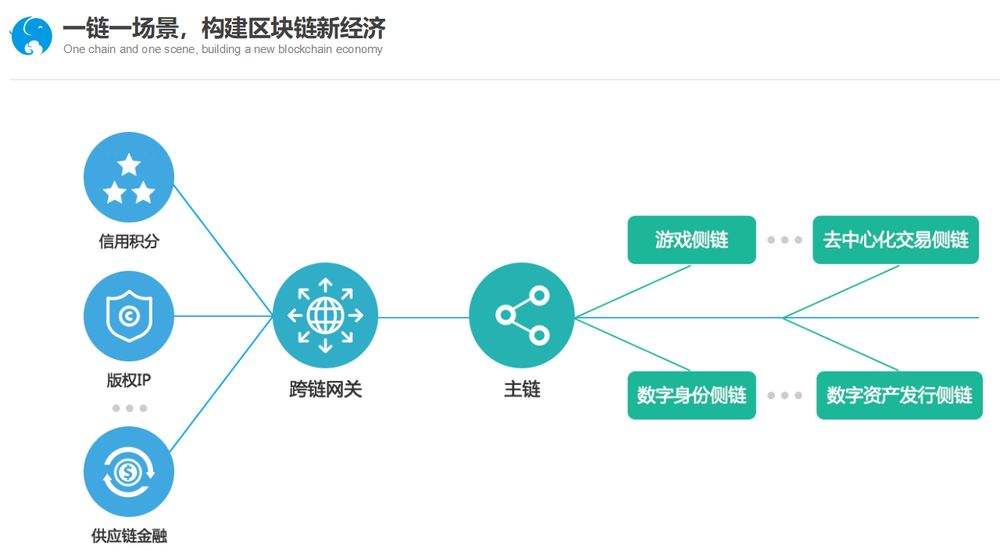 一链一场景，构建区块链新经济
One chain and one scene, building a new blockchain economy
信用积分
版权IP
供应链金融
跨链网关
主链
游戏侧链
去中心化交易侧链
数字身份侧链
数字资产发行侧链